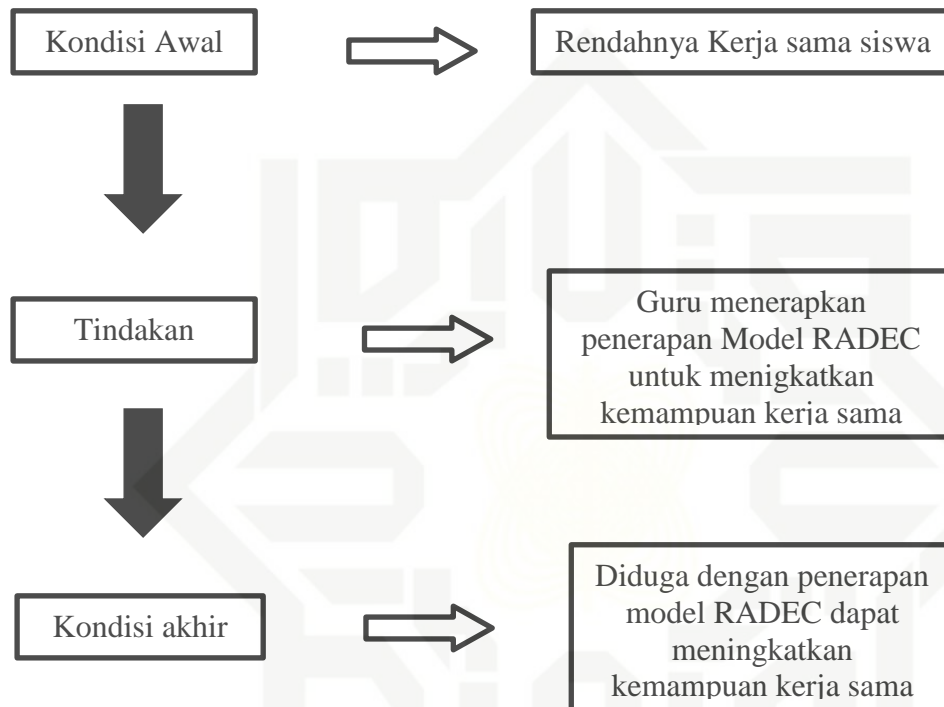 Kondisi Awal
Rendahnya Kerja sama siswa
Tindakan
Guru menerapkan
penerapan Model RADEC
untuk menigkatkan
kemampuan kerja sama
Kondisi akhir
Diduga dengan penerapan
model RADEC dapat
meningkatkan
kemampuan kerja sama